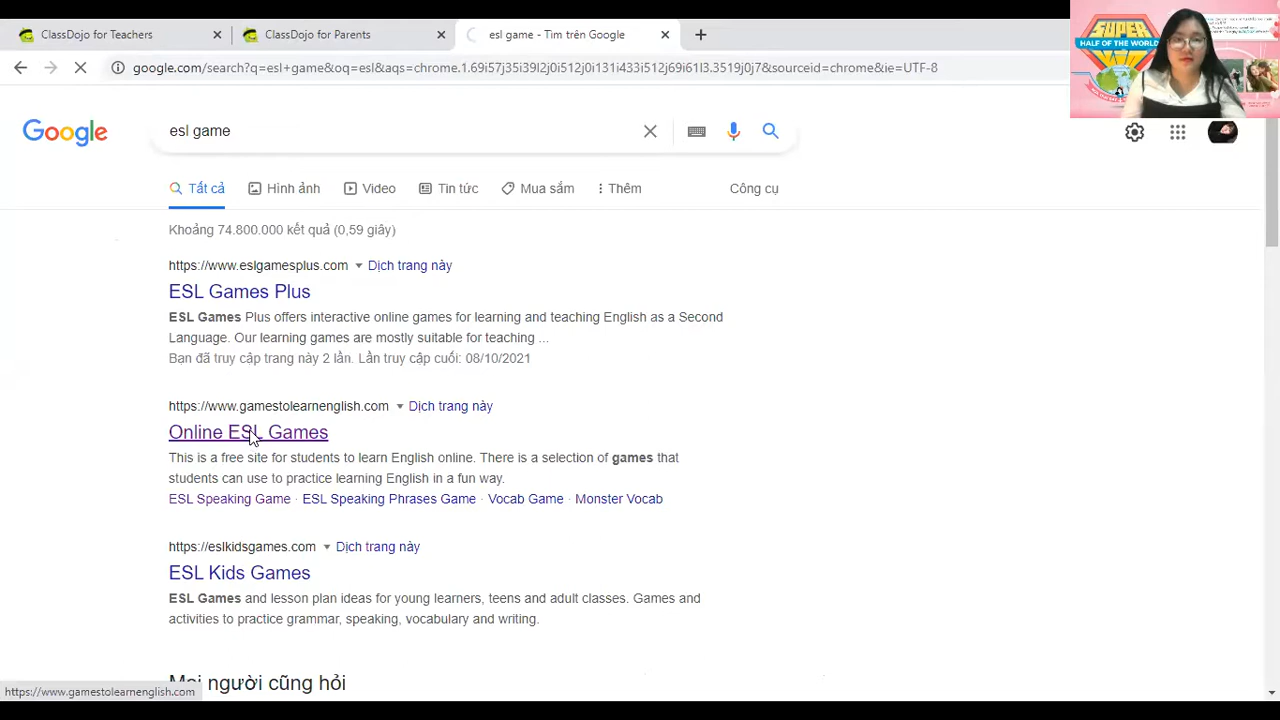 ClassDojo for Teachers
ClassDojo for Parents
esl game - Tìm trên Google
google.com/search?q=esl+game&oq=esl&aqs=chrome.1.69i57j35i39l2j0i512j0i131i433i512j69i61l3.2519j0j7&sourceid=chrome&ie=UTF-8
SUPER
HALF OF THE WORLD
Google
esl game
Tất cả
Hình ảnh
Video
Tin tức
Mua sắm
Thêm
Công cụ
Khoảng 74.800.000 kết quả (0,59 giây)
https://www.eslgamesplus.com
Dịch trang này
ESL Games Plus
ESL Games Plus offers interactive online games for learning and teaching English as a Second
Language. Our learning games are mostly suitable for teaching ...
Bạn đã truy cập trang này 2 lần. Lần truy cập cuối: 08/10/2021
https://www.gamestolearnenglish.com
Dịch trang này
Online ESL Games
This is a free site for students to learn English online. There is a selection of games that
students can use to practice learning English in a fun way.
ESL Speaking Game · ESL Speaking Phrases Game · Vocab Game · Monster Vocab
https://eslkidsgames.com
Dịch trang này
ESL Kids Games
ESL Games and lesson plan ideas for young learners, teens and adult classes. Games and
activities to practice grammar, speaking, vocabulary and writing.
Mọi người cũng hỏi
https://www.gamestolearnenglish.com